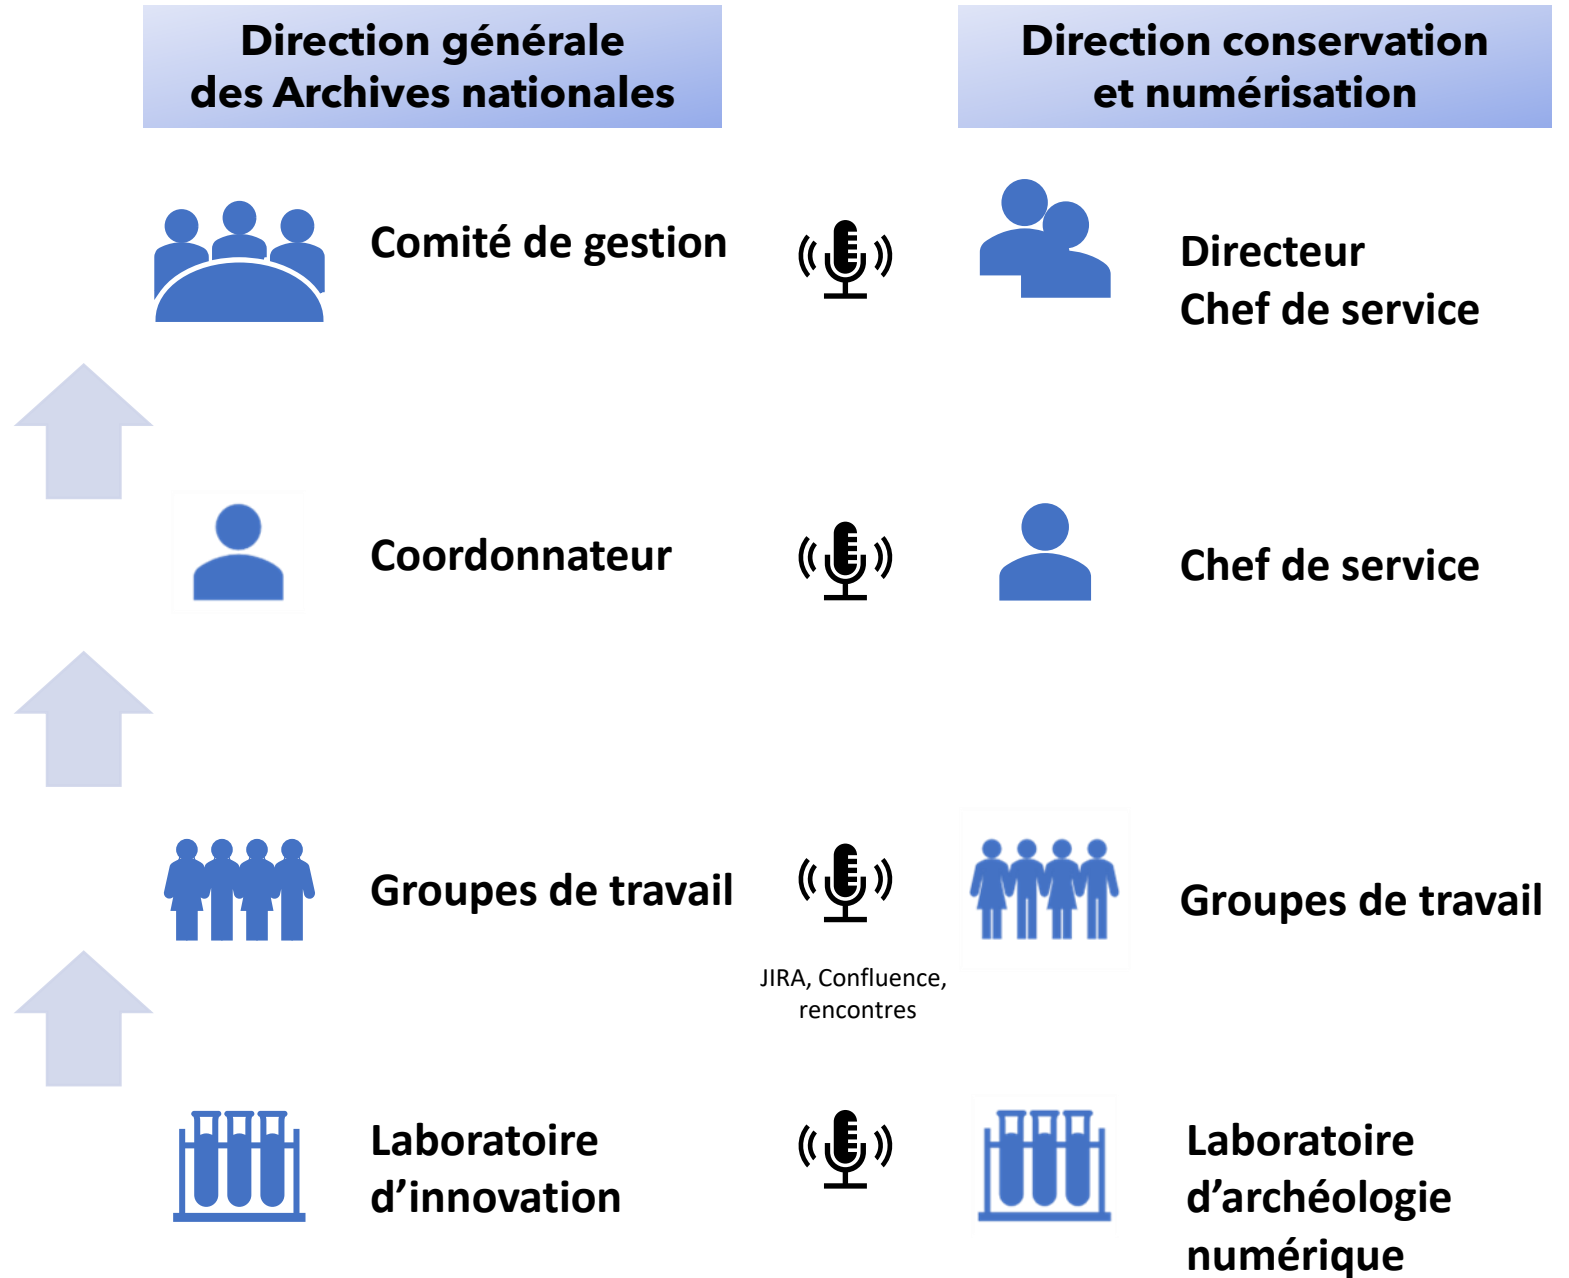 Direction générale
des Archives nationales
Direction conservation
et numérisation
Comité de gestion
Directeur
Chef de service
Coordonnateur
Chef de service
Groupes de travail
JIRA, Confluence,
rencontres
Groupes de travail
Laboratoire
d’innovation
Laboratoire
d’archéologie
numérique